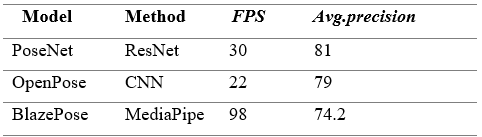 Model Method FPS Avg.precision
PoseNet ResNet 30 81
OpenPose CNN 22 79
BlazePose MediaPipe 98 74.2